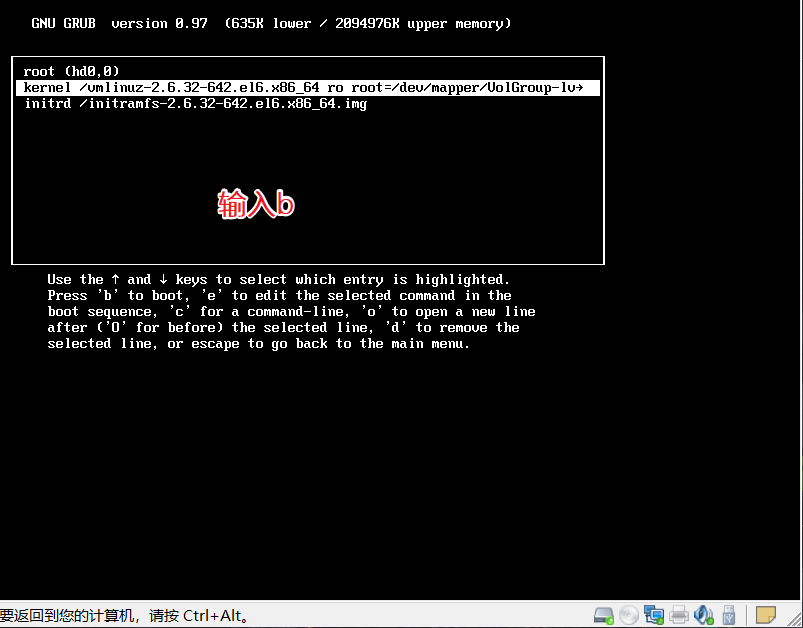 GNU GRUB  version 0.97  (635K lower / 2094976K upper memory)
root (hd0,0)
kernel /vmlinuz-2.6.32-642.el6.x86_64 ro root=/dev/mapper/VolGroup-lv→
initrd /initramfs-2.6.32-642.el6.x86_64.img
输入b
Use the ↑ and ↓ keys to select which entry is highlighted.
Press 'b' to boot, 'e' to edit the selected command in the
boot sequence, 'c' for a command-line, 'o' to open a new line
after ('O' for before) the selected line, 'd' to remove the
selected line, or escape to go back to the main menu.
要返回到您的计算机，请按 Ctrl+Alt。